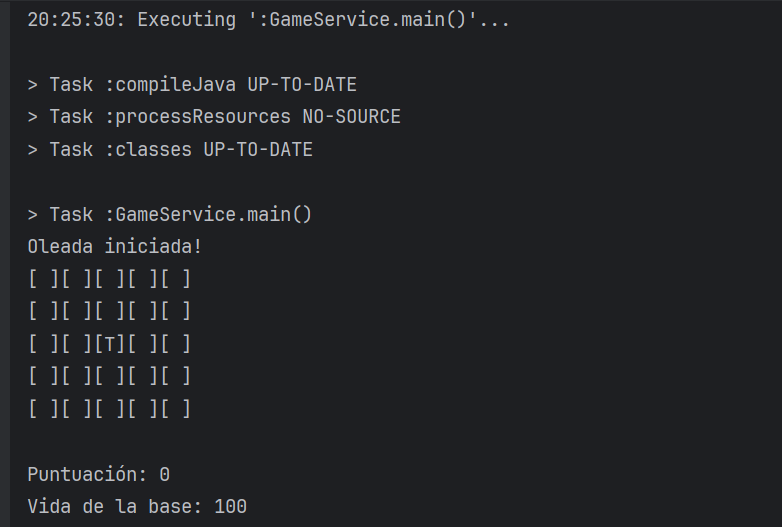 20:25:30: Executing ':GameService.main()'...
> Task :compileJava UP-TO-DATE
> Task :processResources NO-SOURCE
> Task :classes UP-TO-DATE
> Task :GameService.main()
Oleada iniciada!
[ ][ ][ ][ ][ ]
[ ][ ][ ][ ][ ]
[ ][ ][T][ ][ ]
[ ][ ][ ][ ][ ]
[ ][ ][ ][ ][ ]
Puntuación: 0
Vida de la base: 100